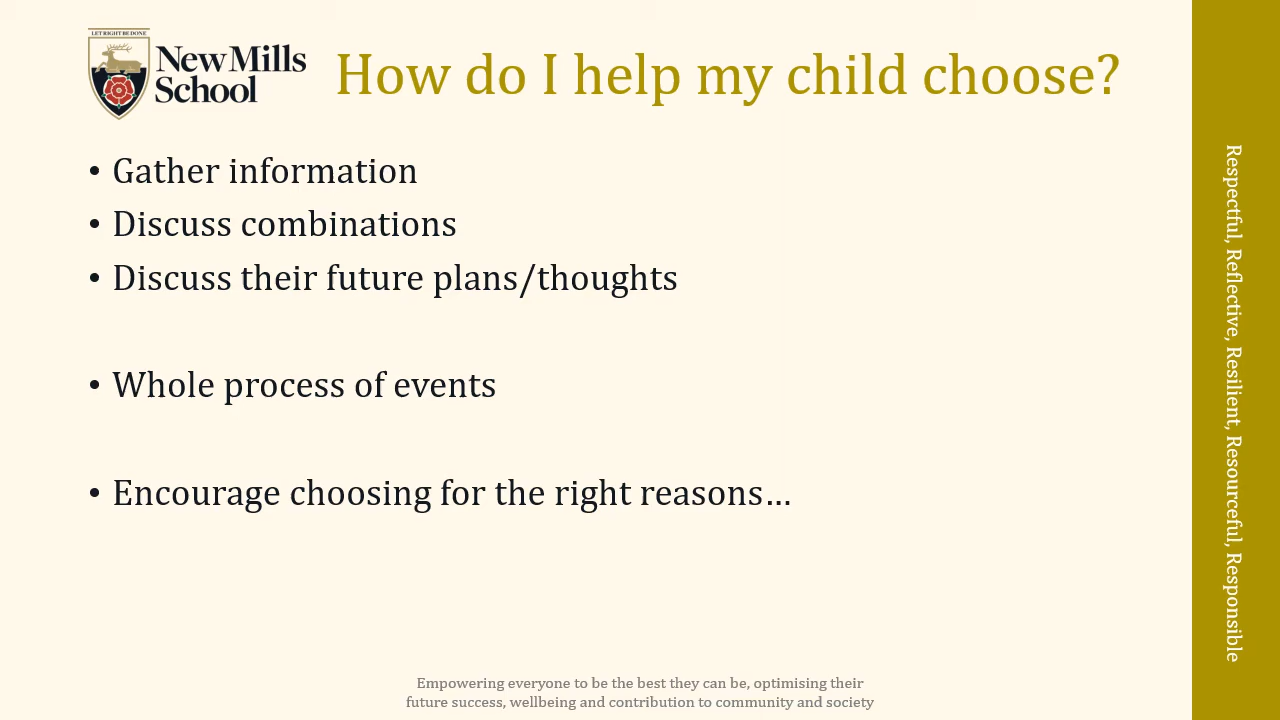 LET RIGHT BE DONE
New Mills
School
How do I help my child choose?
• Gather information
• Discuss combinations
• Discuss their future plans/thoughts
• Whole process of events
• Encourage choosing for the right reasons…
Respectful, Reflective, Resilient, Resourceful, Responsible
Empowering everyone to be the best they can be, optimising their
future success, wellbeing and contribution to community and society